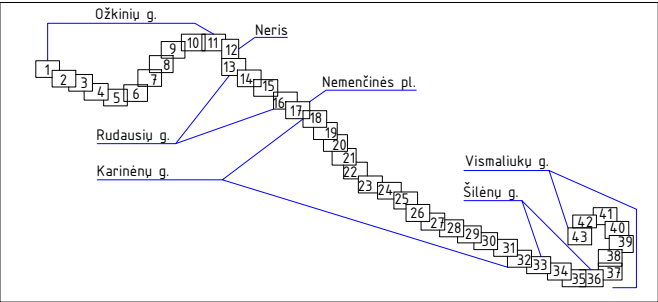 Ožkinių g.
Neris
10 11
9 12
8 13
1 2 3 4 5 6 7
14 15
Nemenčinės pl.
16 17 18
Rudausių g.
19 20 21
Karinėnų g.
22 23 24 25
Vismaliukų g.
Šilėnų g.
26 27 28 29 30 31 32 33 34 35 36 37
38 39 40 41 42 43